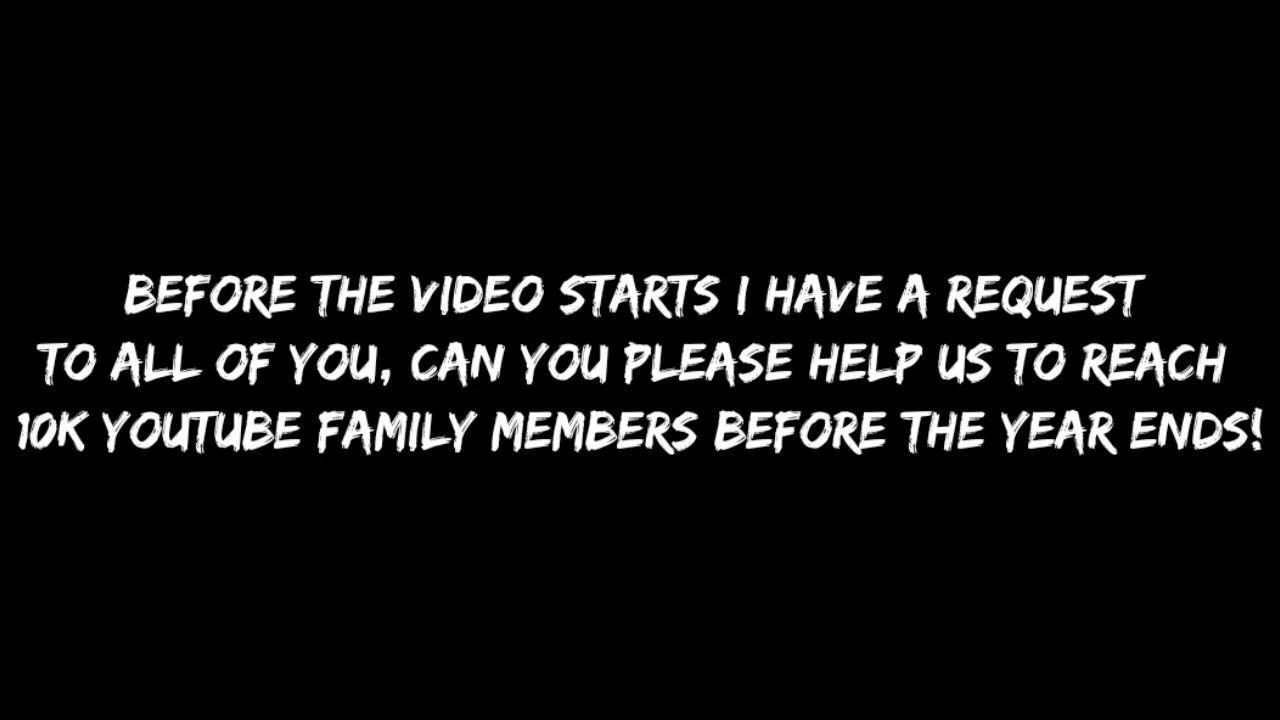 BEFORE THE VIDEO STARTS I HAVE A REQUEST
TO ALL OF YOU, CAN YOU PLEASE HELP US TO REACH
10K YOUTUBE FAMILY MEMBERS BEFORE THE YEAR ENDS!